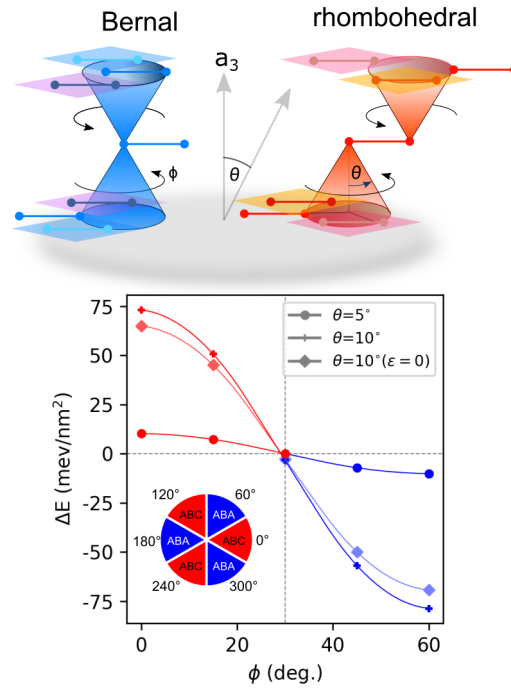 Bernal
rhombohedral
a₃
θ
θ
ϕ
ΔE (mev/nm²)
75
50
25
0
-25
-50
-75
θ=5°
θ=10°
θ=10°(ε=0)
120°
60°
ABC
ABA
180°
ABA
ABC
0°
ABC
ABA
240°
300°
0
20
40
60
ϕ (deg.)